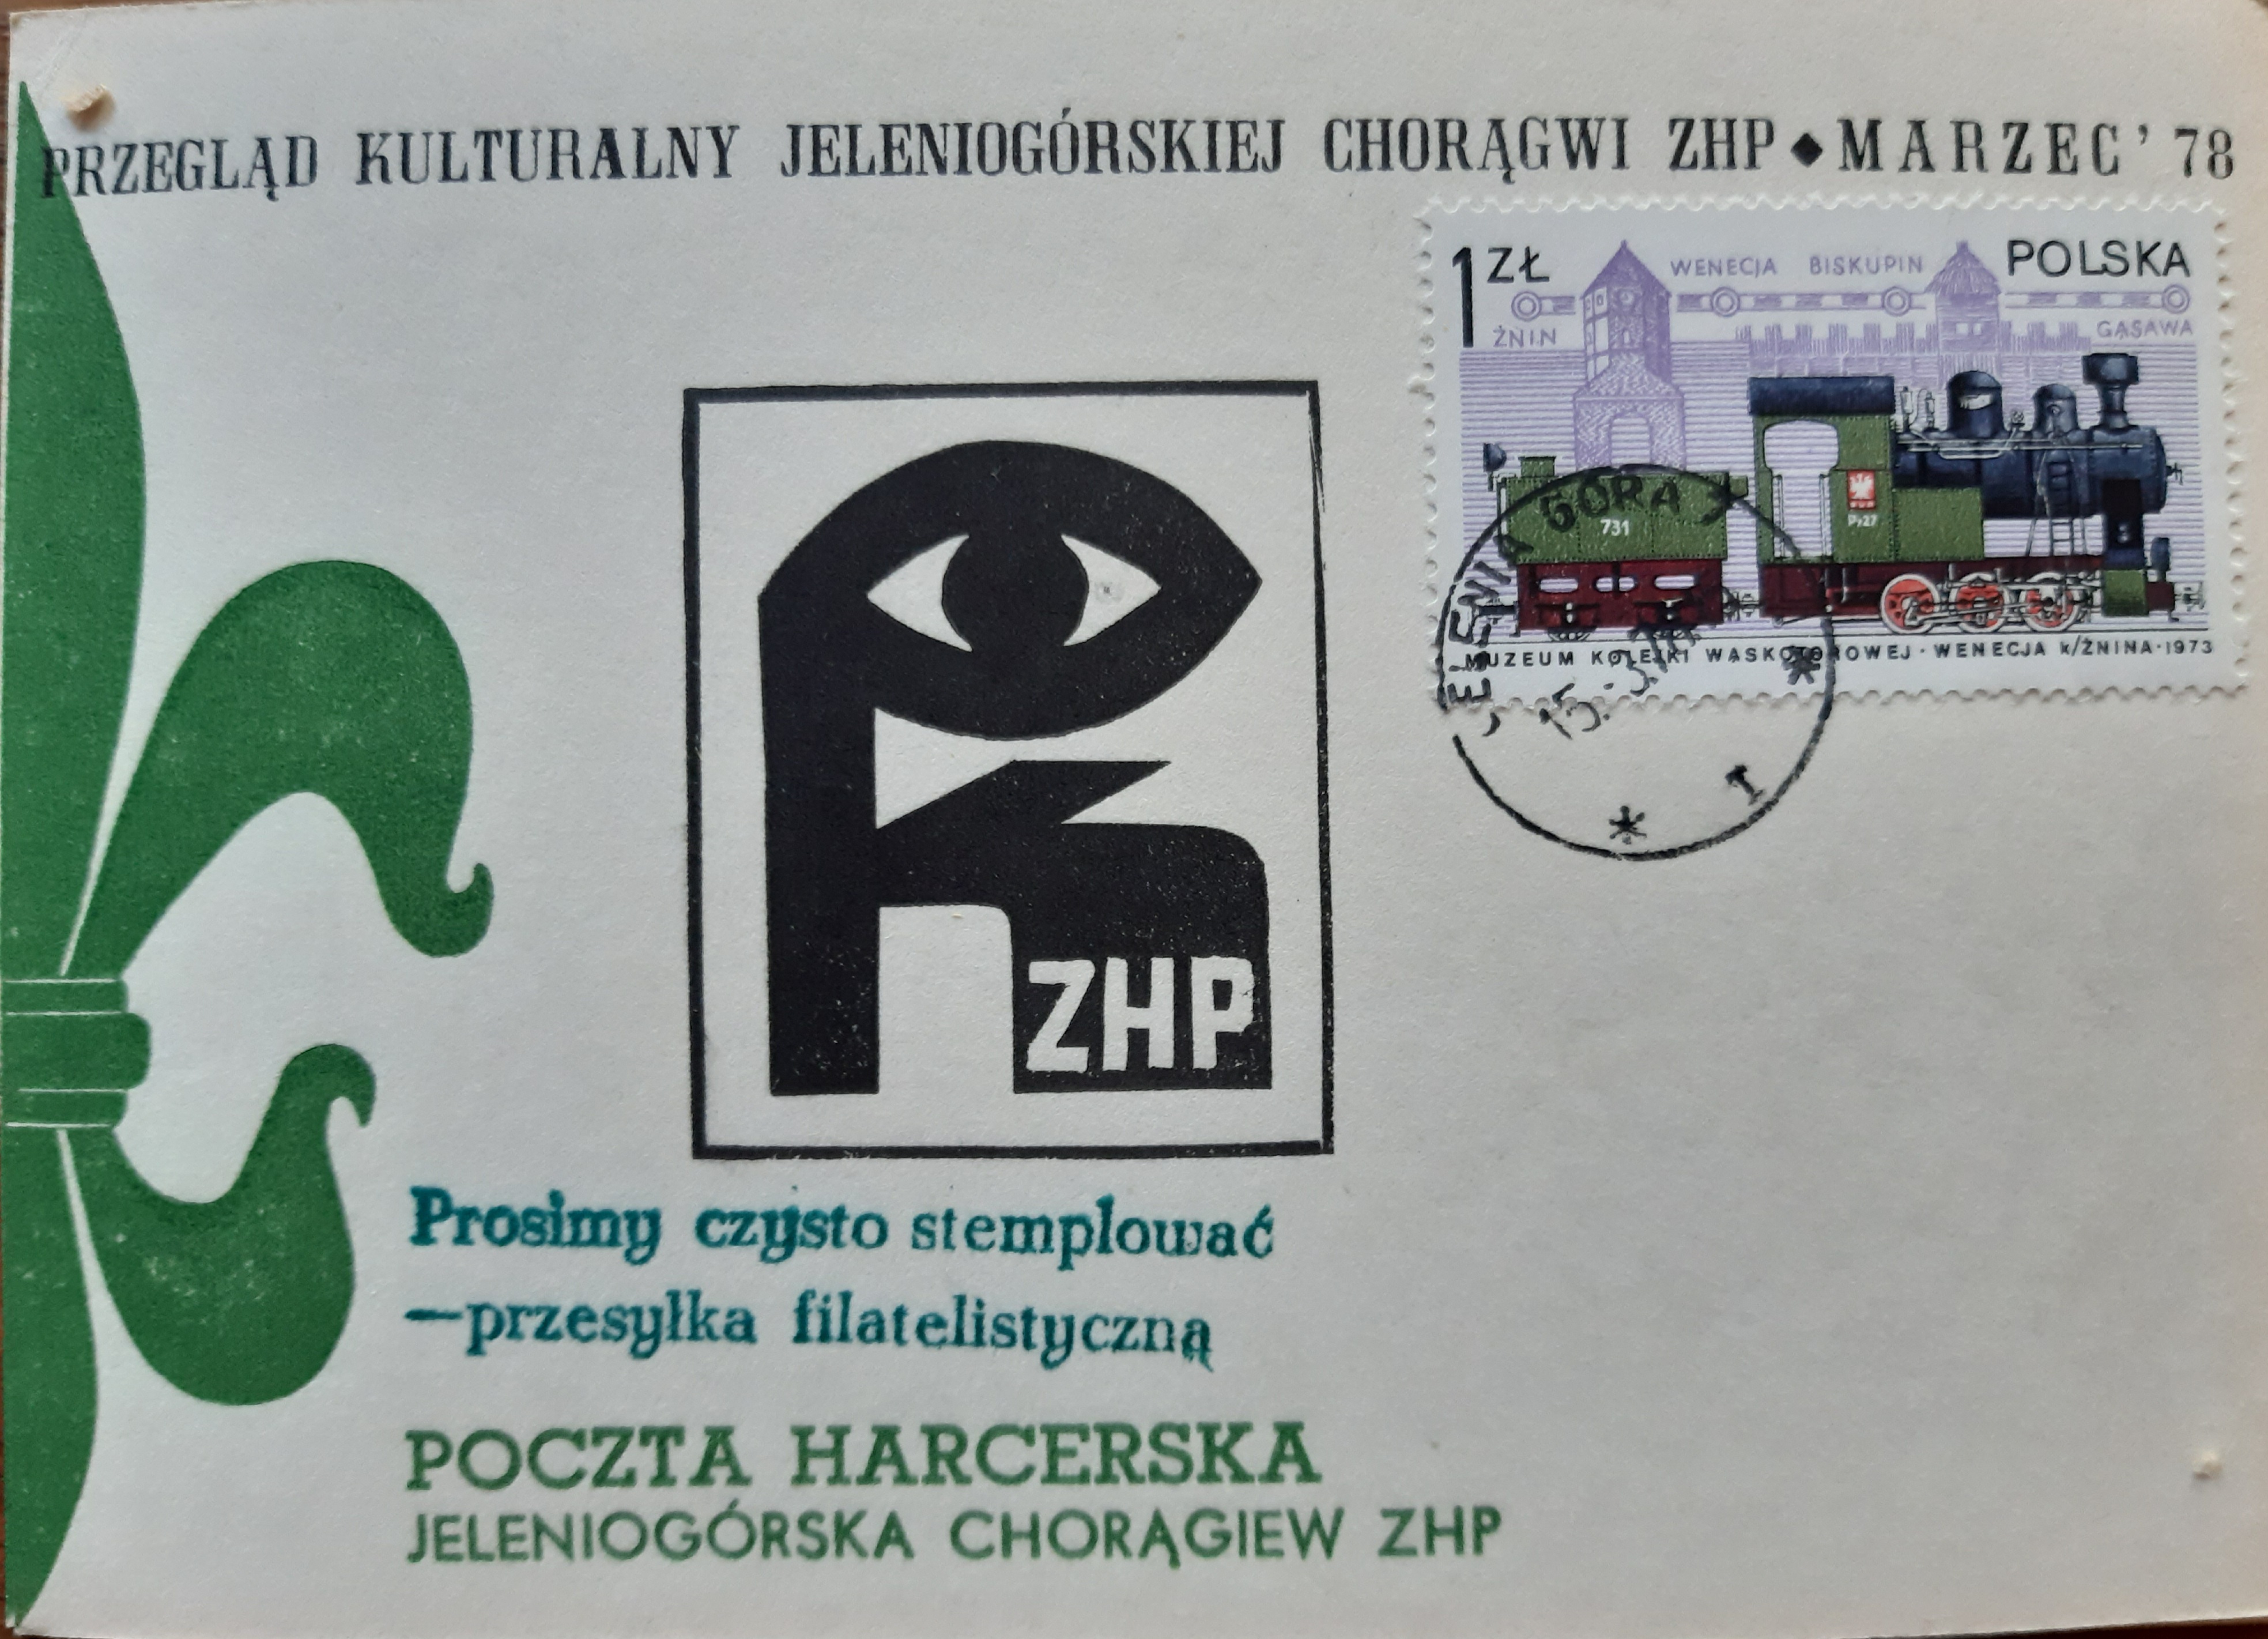 PRZEGLĄD KULTURALNY JELENIOGÓRSKIEJ CHORĄGWI ZHP ◆ MARZEC '78
1 ZŁ
WENECJA BISKUPIN
POLSKA
ŻNIN
GĄSAWA
731
Py27
MUZEUM KOLEJKI WĄSKOTOROWEJ · WENECJA k/ŻNINA · 1973
JELENIA GÓRA
ZHP
Prosimy czysto stemplować
—przesyłka filatelistyczną
POCZTA HARCERSKA
JELENIOGÓRSKA CHORĄGIEW ZHP